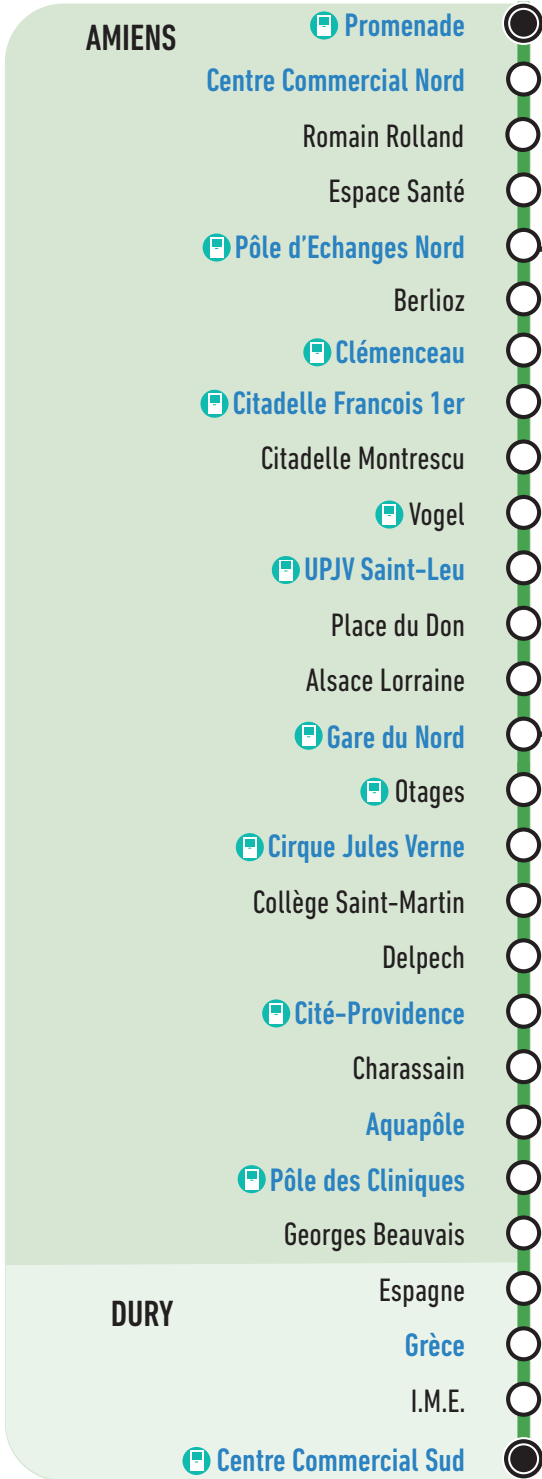 AMIENS
Promenade
Centre Commercial Nord
Romain Rolland
Espace Santé
Pôle d'Echanges Nord
Berlioz
Clémenceau
Citadelle Francois 1er
Citadelle Montrescu
Vogel
UPJV Saint-Leu
Place du Don
Alsace Lorraine
Gare du Nord
Otages
Cirque Jules Verne
Collège Saint-Martin
Delpech
Cité-Providence
Charassain
Aquapôle
Pôle des Cliniques
Georges Beauvais
DURY
Espagne
Grèce
I.M.E.
Centre Commercial Sud